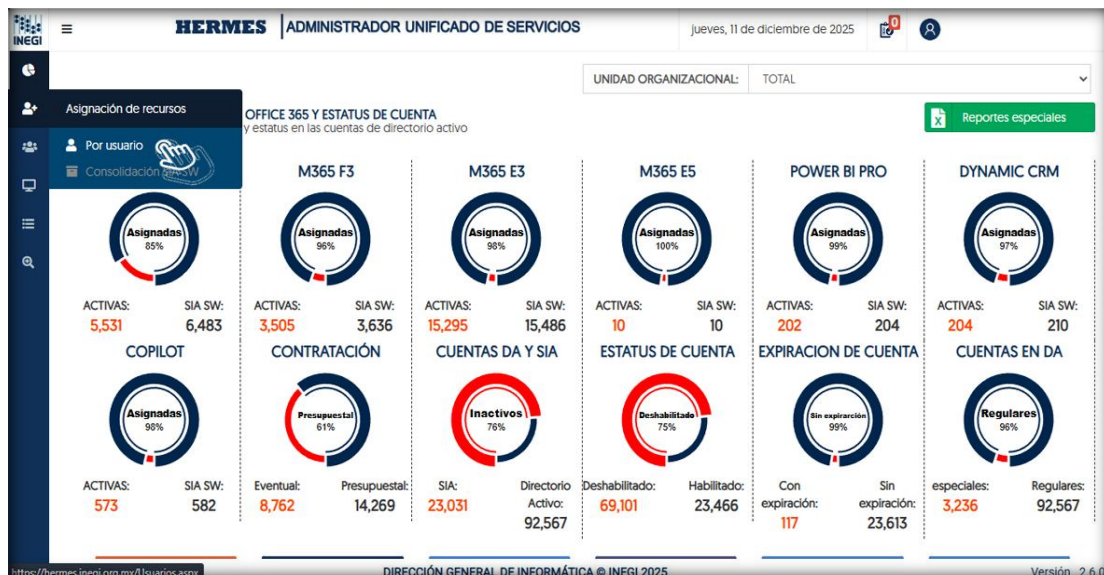 INEGI
HERMES | ADMINISTRADOR UNIFICADO DE SERVICIOS
jueves, 11 de diciembre de 2025
0
UNIDAD ORGANIZACIONAL: TOTAL
Asignación de recursos
Por usuario
Consolidación SW
OFFICE 365 Y ESTATUS DE CUENTA
y estatus en las cuentas de directorio activo
Reportes especiales
M365 F3 M365 E3 M365 E5 POWER BI PRO DYNAMIC CRM
Asignadas Asignadas Asignadas Asignadas Asignadas Asignadas
85% 96% 98% 100% 99% 97%
ACTIVAS: SIA SW: ACTIVAS: SIA SW: ACTIVAS: SIA SW: ACTIVAS: SIA SW: ACTIVAS: SIA SW: ACTIVAS: SIA SW:
5,531 6,483 3,505 3,636 15,295 15,486 10 10 202 204 204 210
COPILOT CONTRATACIÓN CUENTAS DA Y SIA ESTATUS DE CUENTA EXPIRACION DE CUENTA CUENTAS EN DA
Asignadas Presupuestal Inactivos Deshabilitado Sin expirarción Regulares
98% 61% 76% 75% 99% 96%
ACTIVAS: SIA SW: Eventual: Presupuestal: SIA: Directorio Deshabilitado: Habilitado: Con Sin especiales: Regulares:
573 582 8,762 14,269 23,031 Activo: 69,101 23,466 expiración: expiración: 3,236 92,567
92,567 117 23,613
https://hermes.inegi.org.mx/Usuarios.aspx DIRECCIÓN GENERAL DE INFORMÁTICA © INEGI 2025 Versión 2.6.0